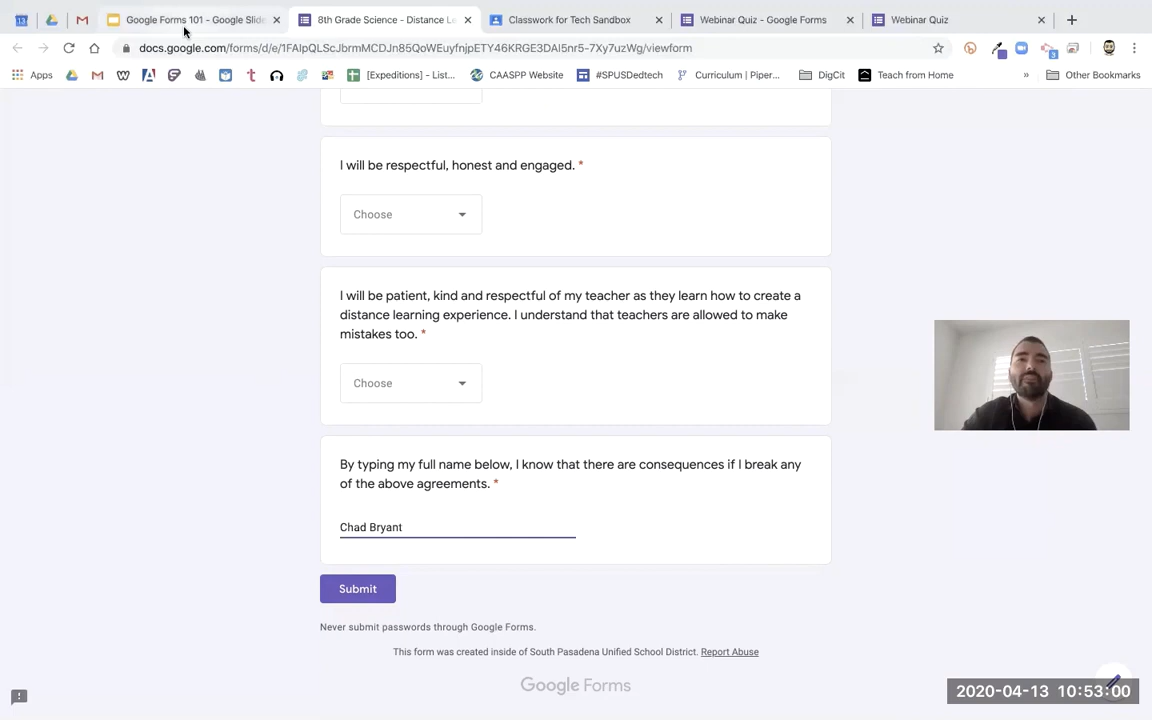 Google Forms 101 - Google Slide
8th Grade Science - Distance Le
Classwork for Tech Sandbox
Webinar Quiz - Google Forms
Webinar Quiz
docs.google.com/forms/d/e/1FAIpQLScJbrmMCDJn85QoWEuyfnjpETY46KRGE3DAI5nr5-7Xy7uzWg/viewform
Apps
[Expeditions] - List...
CAASPP Website
#SPUSDedtech
Curriculum | Piper...
DigCit
Teach from Home
»
Other Bookmarks
I will be respectful, honest and engaged. *
Choose
I will be patient, kind and respectful of my teacher as they learn how to create a
distance learning experience. I understand that teachers are allowed to make
mistakes too. *
Choose
By typing my full name below, I know that there are consequences if I break any
of the above agreements. *
Chad Bryant
Submit
Never submit passwords through Google Forms.
This form was created inside of South Pasadena Unified School District. Report Abuse
Google Forms
2020-04-13 10:53:00